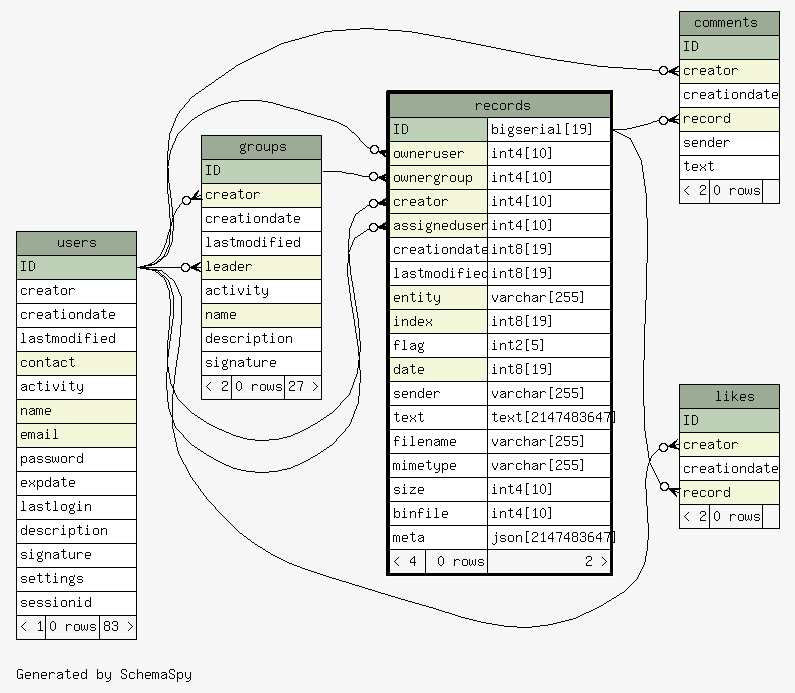 comments
ID
creator
creationdate
record
sender
text
< 2 0 rows
records
ID bigserial[19]
owneruser int4[10]
ownergroup int4[10]
creator int4[10]
assigneduser int4[10]
creationdate int8[19]
lastmodified int8[19]
entity varchar[255]
index int8[19]
flag int2[5]
date int8[19]
sender varchar[255]
text text[2147483647]
filename varchar[255]
mimetype varchar[255]
size int4[10]
binfile int4[10]
meta json[2147483647]
< 4 0 rows 2 >
groups
ID
creator
creationdate
lastmodified
leader
activity
name
description
signature
< 2 0 rows 27 >
users
ID
creator
creationdate
lastmodified
contact
activity
name
email
password
expdate
lastlogin
description
signature
settings
sessionid
< 1 0 rows 83 >
likes
ID
creator
creationdate
record
< 2 0 rows
Generated by SchemaSpy